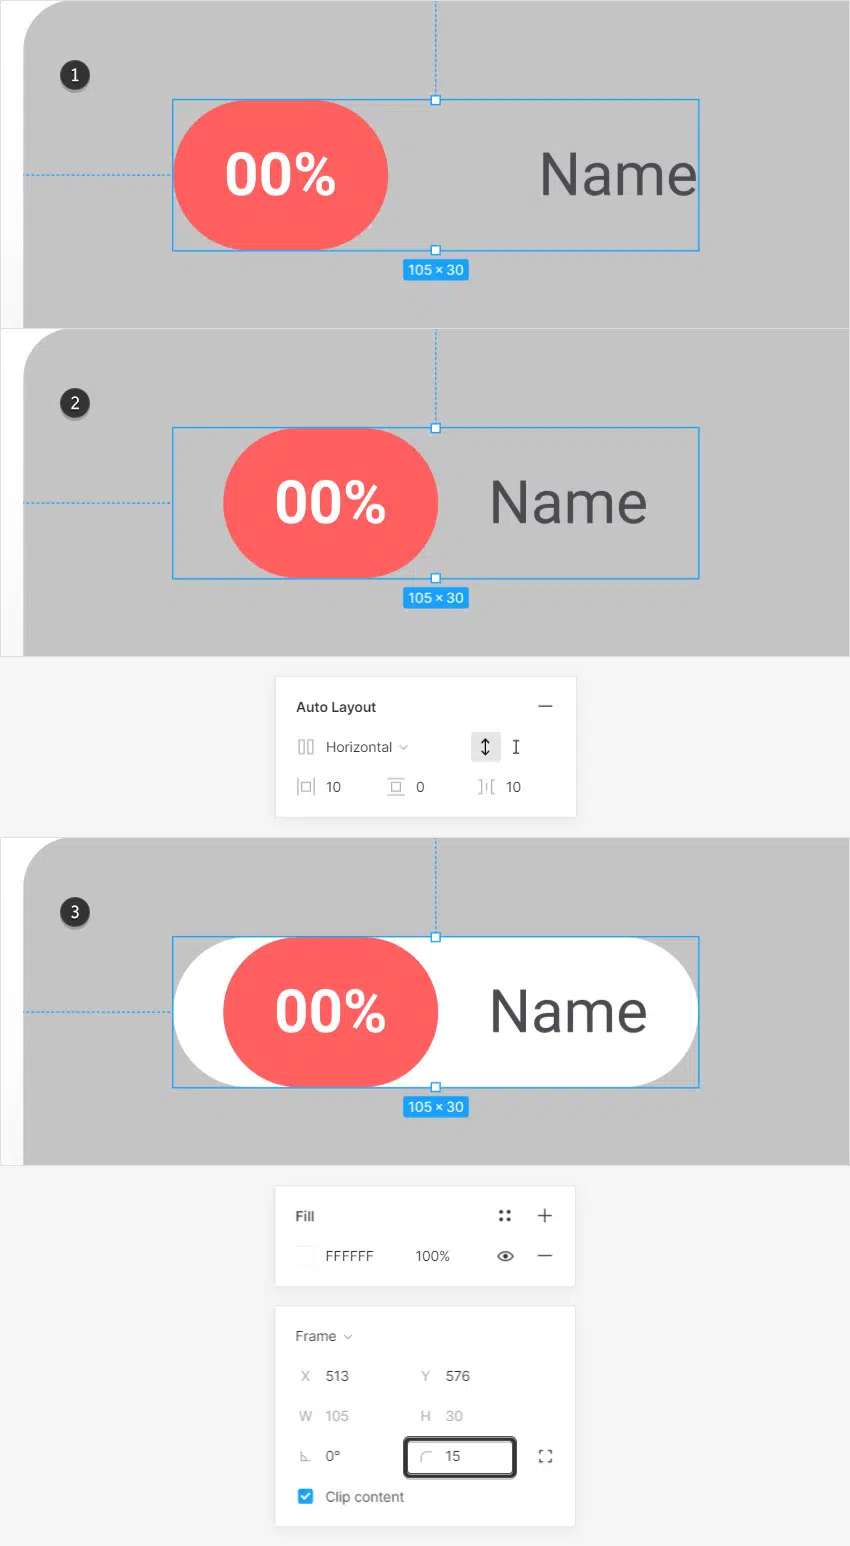 1
00% Name
105 × 30
2
00% Name
105 × 30
Auto Layout
Horizontal
10 0 10
3
00% Name
105 × 30
Fill
FFFFFF 100%
Frame
X 513 Y 576
W 105 H 30
0° 15
Clip content